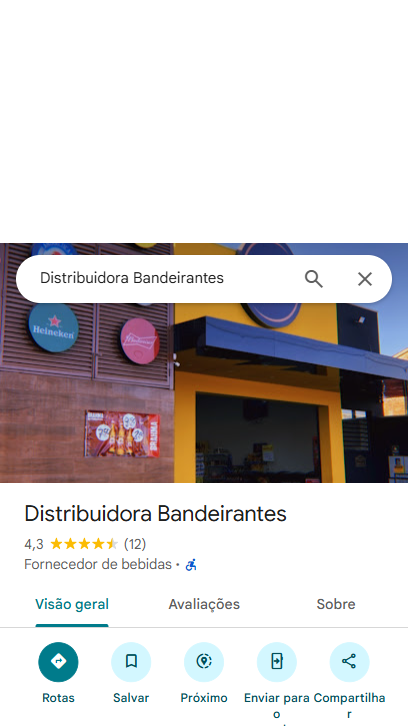 Distribuidora Bandeirantes
Heineken
Budweiser
Distribuidora Bandeirantes
4,3 (12)
Fornecedor de bebidas ·
Visão geral
Avaliações
Sobre
Rotas
Salvar
Próximo
Enviar para o
Compartilhar